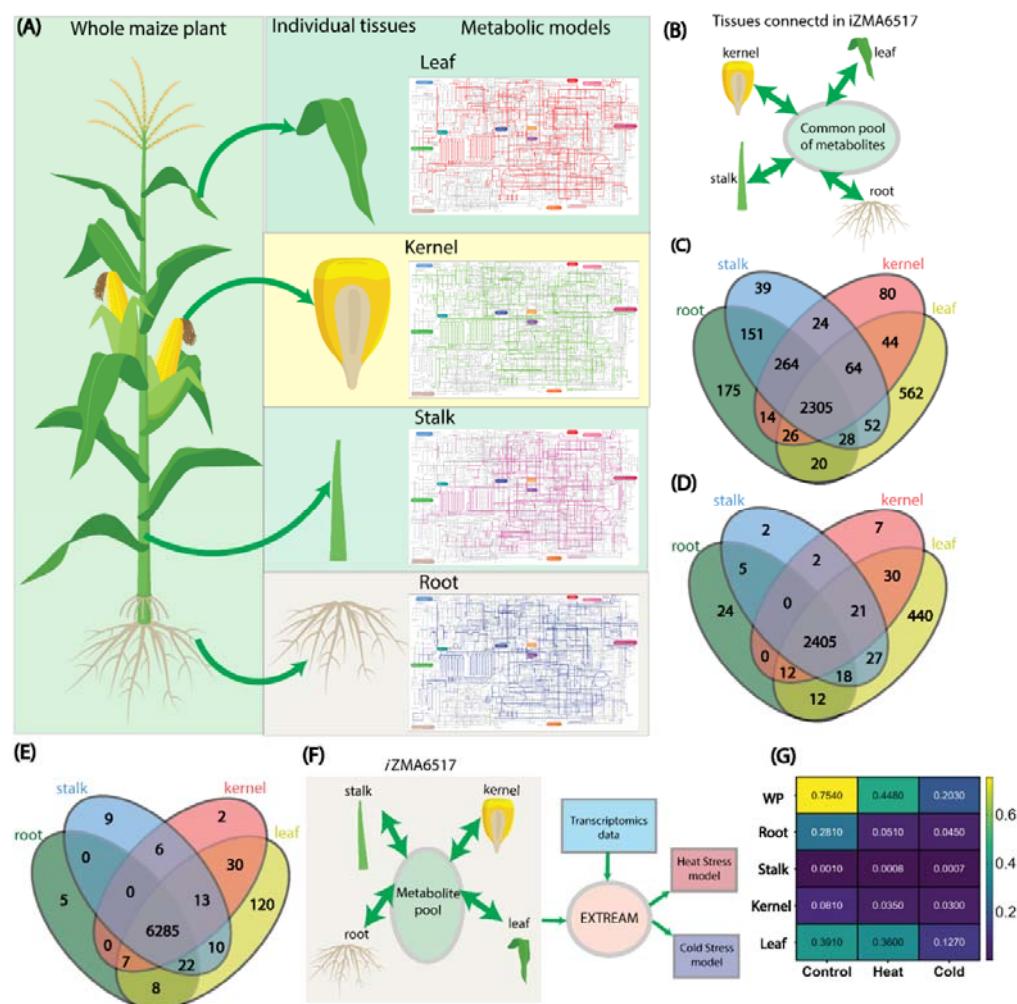 (A)
Whole maize plant
Individual tissues
Metabolic models
Leaf
Kernel
Stalk
Root
(B)
Tissues connectd in iZMA6517
kernel
leaf
Common pool
of metabolites
stalk
root
(C)
stalk
kernel
root
leaf
39
80
151
24
44
264
64
175
562
2305
14
52
26
28
20
(D)
stalk
kernel
root
leaf
2
7
5
2
30
0
21
24
440
2405
0
27
12
18
12
(E)
stalk
kernel
root
leaf
9
2
0
6
30
0
13
5
120
6285
0
10
7
22
8
(F)
iZMA6517
stalk
kernel
Metabolite
pool
root
leaf
Transcriptomics
data
EXTREAM
Heat Stress
model
Cold Stress
model
(G)
WP 0.7540 0.4480 0.2030
Root 0.2810 0.0510 0.0450
Stalk 0.0010 0.0008 0.0007
Kernel 0.0810 0.0350 0.0300
Leaf 0.3910 0.3600 0.1270
Control Heat Cold
0.6
0.4
0.2